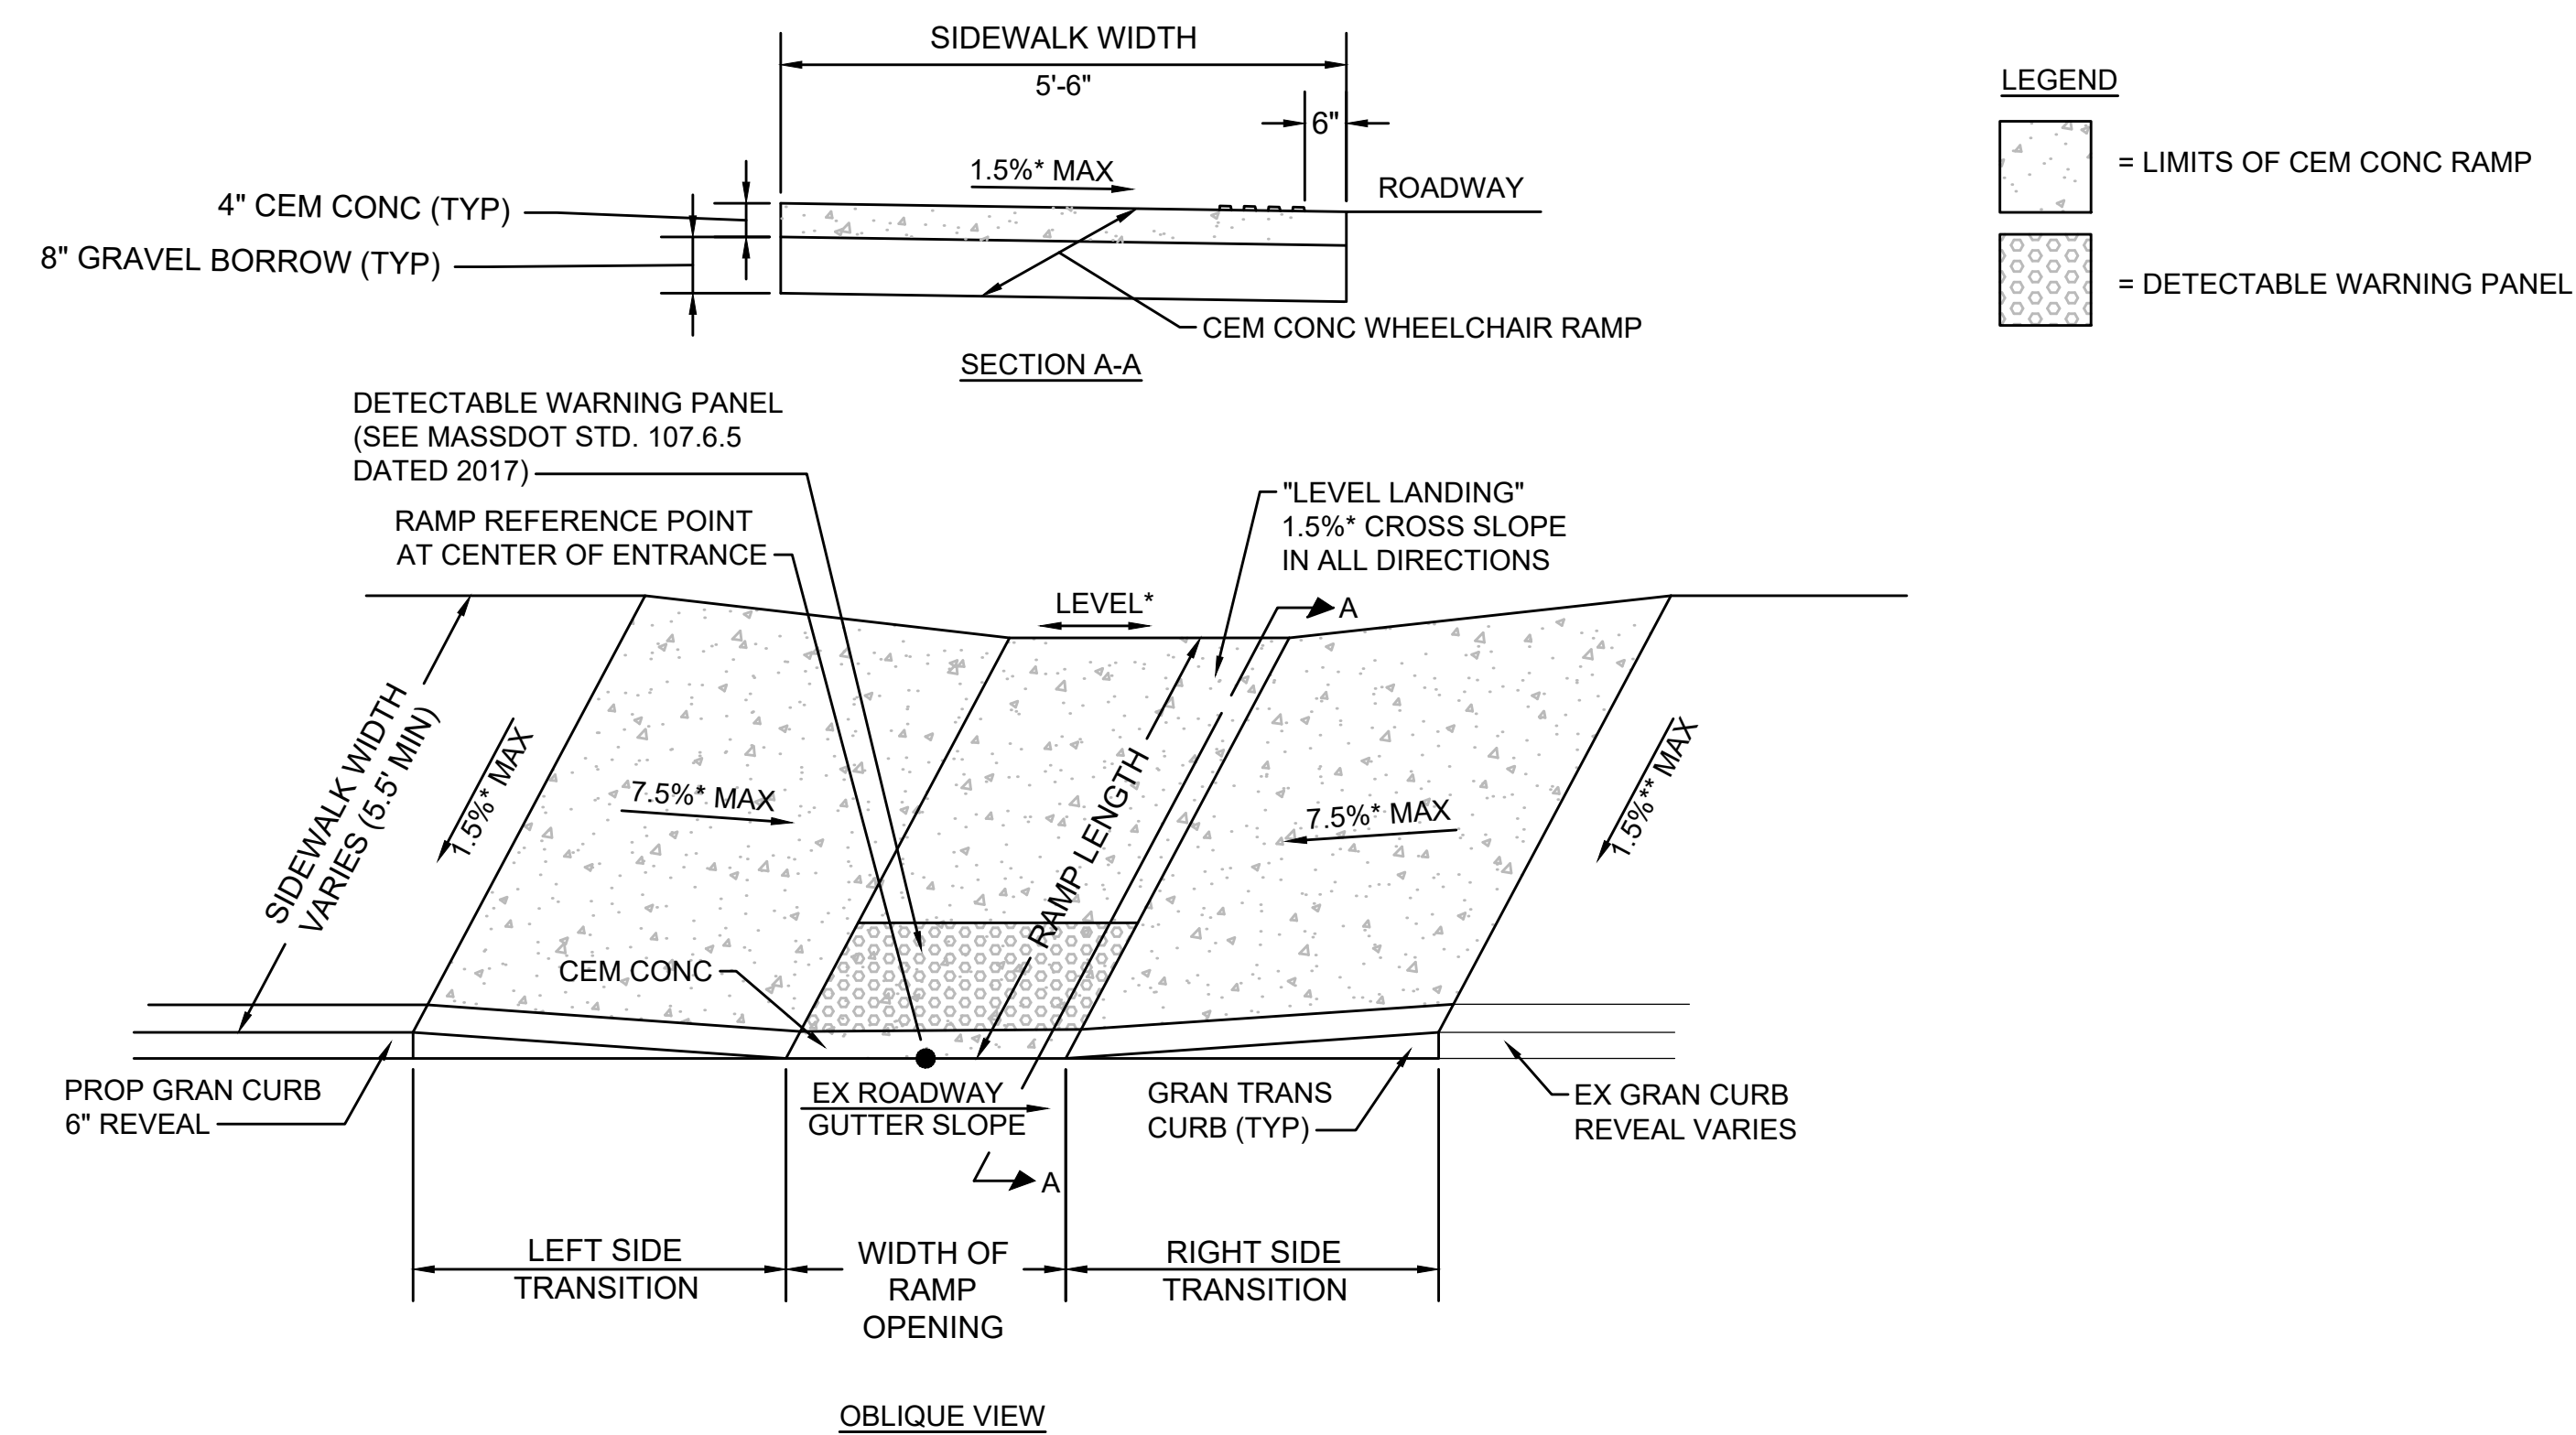 SIDEWALK WIDTH
5'-6"
6"
1.5%* MAX
ROADWAY
4" CEM CONC (TYP)
8" GRAVEL BORROW (TYP)
CEM CONC WHEELCHAIR RAMP
SECTION A-A
LEGEND
= LIMITS OF CEM CONC RAMP
= DETECTABLE WARNING PANEL
DETECTABLE WARNING PANEL
(SEE MASSDOT STD. 107.6.5
DATED 2017)
RAMP REFERENCE POINT
AT CENTER OF ENTRANCE
"LEVEL LANDING"
1.5%* CROSS SLOPE
IN ALL DIRECTIONS
LEVEL*
A
SIDEWALK WIDTH
VARIES (5.5' MIN)
1.5%* MAX
7.5%* MAX
RAMP LENGTH
7.5%* MAX
1.5%** MAX
CEM CONC
PROP GRAN CURB
6" REVEAL
EX ROADWAY
GUTTER SLOPE
GRAN TRANS
CURB (TYP)
EX GRAN CURB
REVEAL VARIES
A
LEFT SIDE
TRANSITION
WIDTH OF
RAMP
OPENING
RIGHT SIDE
TRANSITION
OBLIQUE VIEW